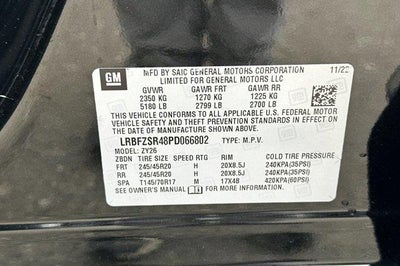 GM
MFD BY SAIC GENERAL MOTORS CORPORATION 11/22
LIMITED FOR GENERAL MOTORS LLC
GVWR GAWR FRT GAWR RR
2350 KG 1270 KG 1225 KG
5180 LB 2799 LB 2700 LB
THIS VEHICLE CONFORMS TO ALL APPLICABLE U.S. FEDERAL MOTOR
VEHICLE SAFETY, BUMPER, AND THEFT PREVENTION STANDARDS IN
EFFECT ON THE DATE OF MANUFACTURE SHOWN ABOVE.
LRBFZSR48PD066802 TYPE: M.P.V.
MODEL: ZY26
ZBDN TIRE SIZE SPEED RTG RIM COLD TIRE PRESSURE
FRT 245/45R20 H 20X8.5J 240KPA(35PSI)
RR 245/45R20 H 20X8.5J 240KPA(35PSI)
SPA T145/70R17 M 17X4B 420KPA(60PSI)
SEE OWNER'S MANUAL FOR MORE INFORMATION.